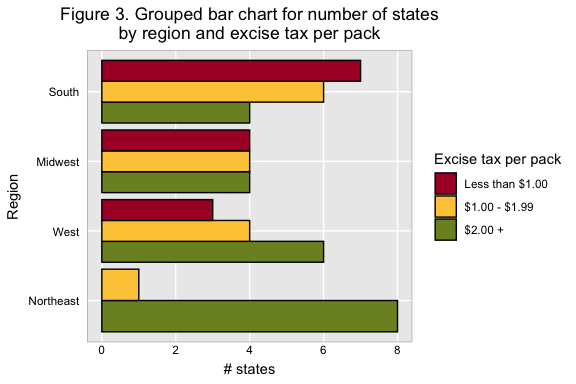 Figure 3. Grouped bar chart for number of states
by region and excise tax per pack
Region
South
Midwest
West
Northeast
0 2 4 6 8
# states
Excise tax per pack
Less than $1.00
$1.00 - $1.99
$2.00 +